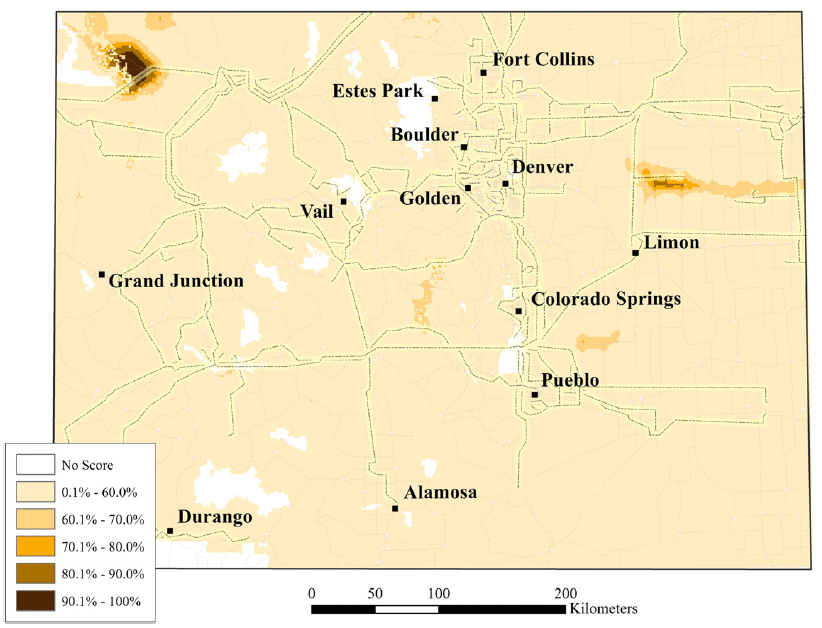 Fort Collins
Estes Park
Boulder
Denver
Golden
Vail
Limon
Grand Junction
Colorado Springs
Pueblo
Alamosa
Durango
No Score
0.1% - 60.0%
60.1% - 70.0%
70.1% - 80.0%
80.1% - 90.0%
90.1% - 100%
0 50 100 200
Kilometers